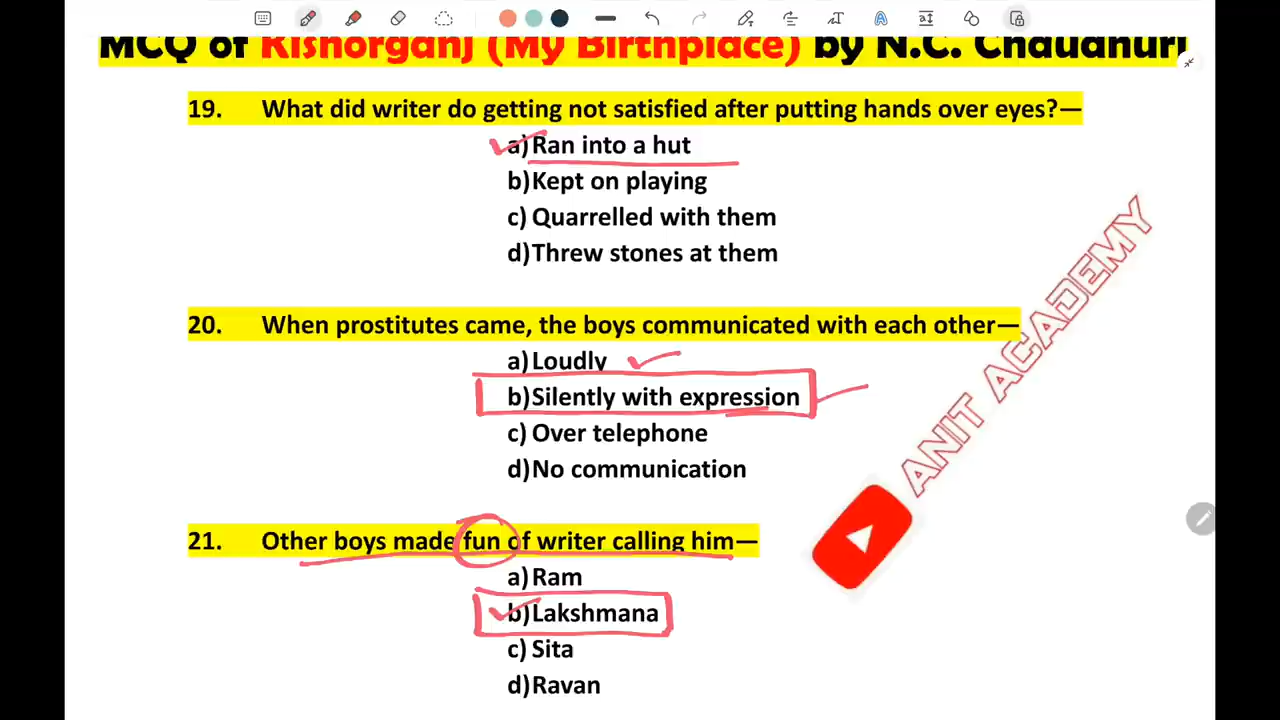 MCQ of Kishorganj (My Birthplace) by N.C. Chaudhuri
19. What did writer do getting not satisfied after putting hands over eyes?—
a) Ran into a hut
b) Kept on playing
c) Quarrelled with them
d) Threw stones at them
20. When prostitutes came, the boys communicated with each other—
a) Loudly
b) Silently with expression
c) Over telephone
d) No communication
21. Other boys made fun of writer calling him—
a) Ram
b) Lakshmana
c) Sita
d) Ravan
ANIT ACADEMY